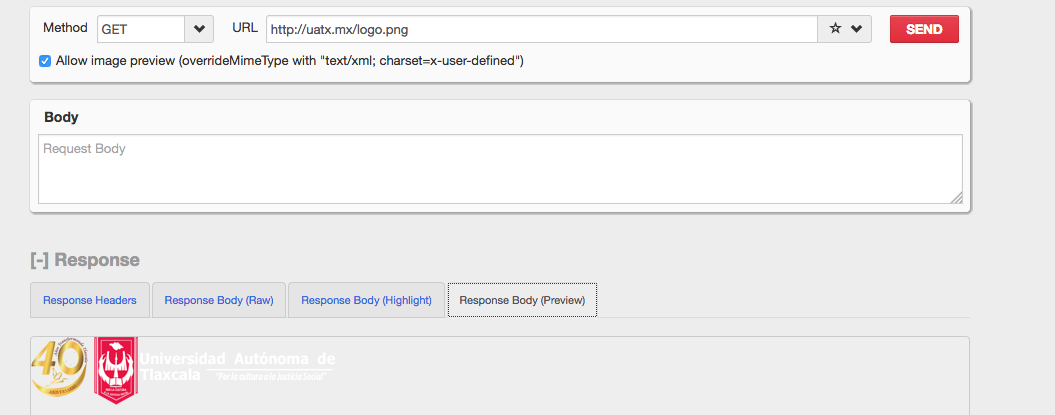 Method GET URL http://uatx.mx/logo.png SEND
Allow image preview (overrideMimeType with "text/xml; charset=x-user-defined")
Body
Request Body
[-] Response
Response Headers Response Body (Raw) Response Body (Highlight) Response Body (Preview)
40 Universidad Autónoma de
Tlaxcala "Por la cultura a la Justicia Social"